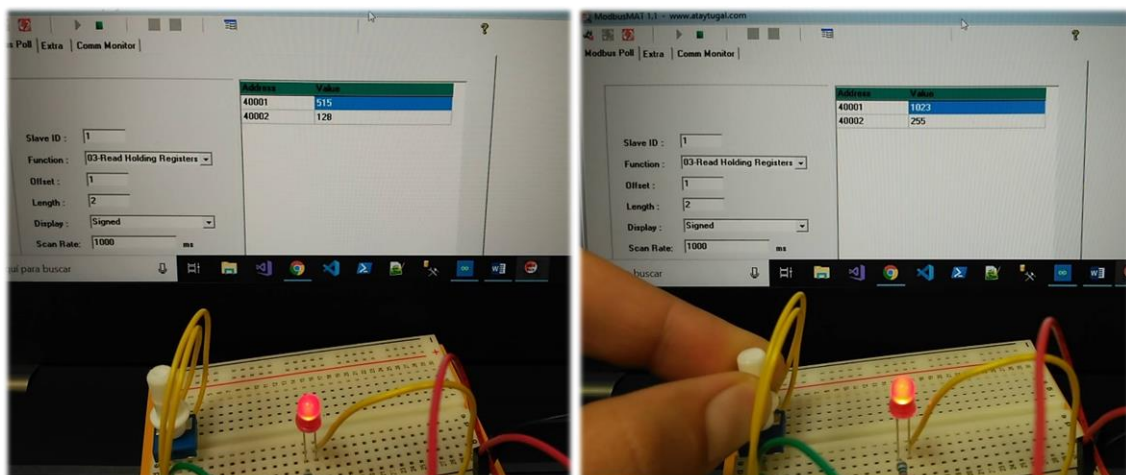 s Poll Extra Comm Monitor
?
Address Value
40001 515
40002 128
Slave ID : 1
Function : 03-Read Holding Registers
Offset : 1
Length : 2
Display : Signed
Scan Rate: 1000 ms
quí para buscar
ModbusMAT 1.1 - www.ataytugal.com
?
Modbus Poll Extra Comm Monitor
Address Value
40001 1023
40002 255
Slave ID : 1
Function : 03-Read Holding Registers
Offset : 1
Length : 2
Display : Signed
Scan Rate: 1000 ms
buscar